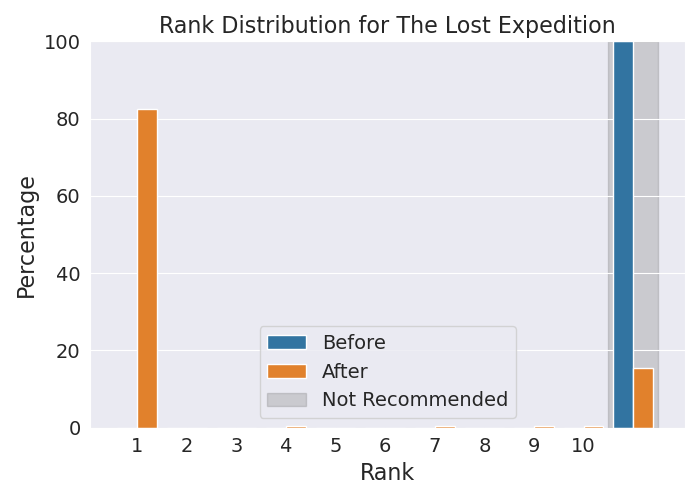 Rank Distribution for The Lost Expedition
100
80
60
40
20
0
Percentage
Before
After
Not Recommended
1 2 3 4 5 6 7 8 9 10
Rank